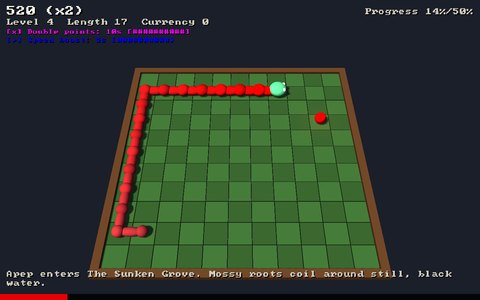 520 (x2)
Progress 14%/50%
Level 4 Length 17 Currency 0
[x] Double points: 10s [##########]
Apep enters The Sunken Grove. Mossy roots coil around still, black
water.